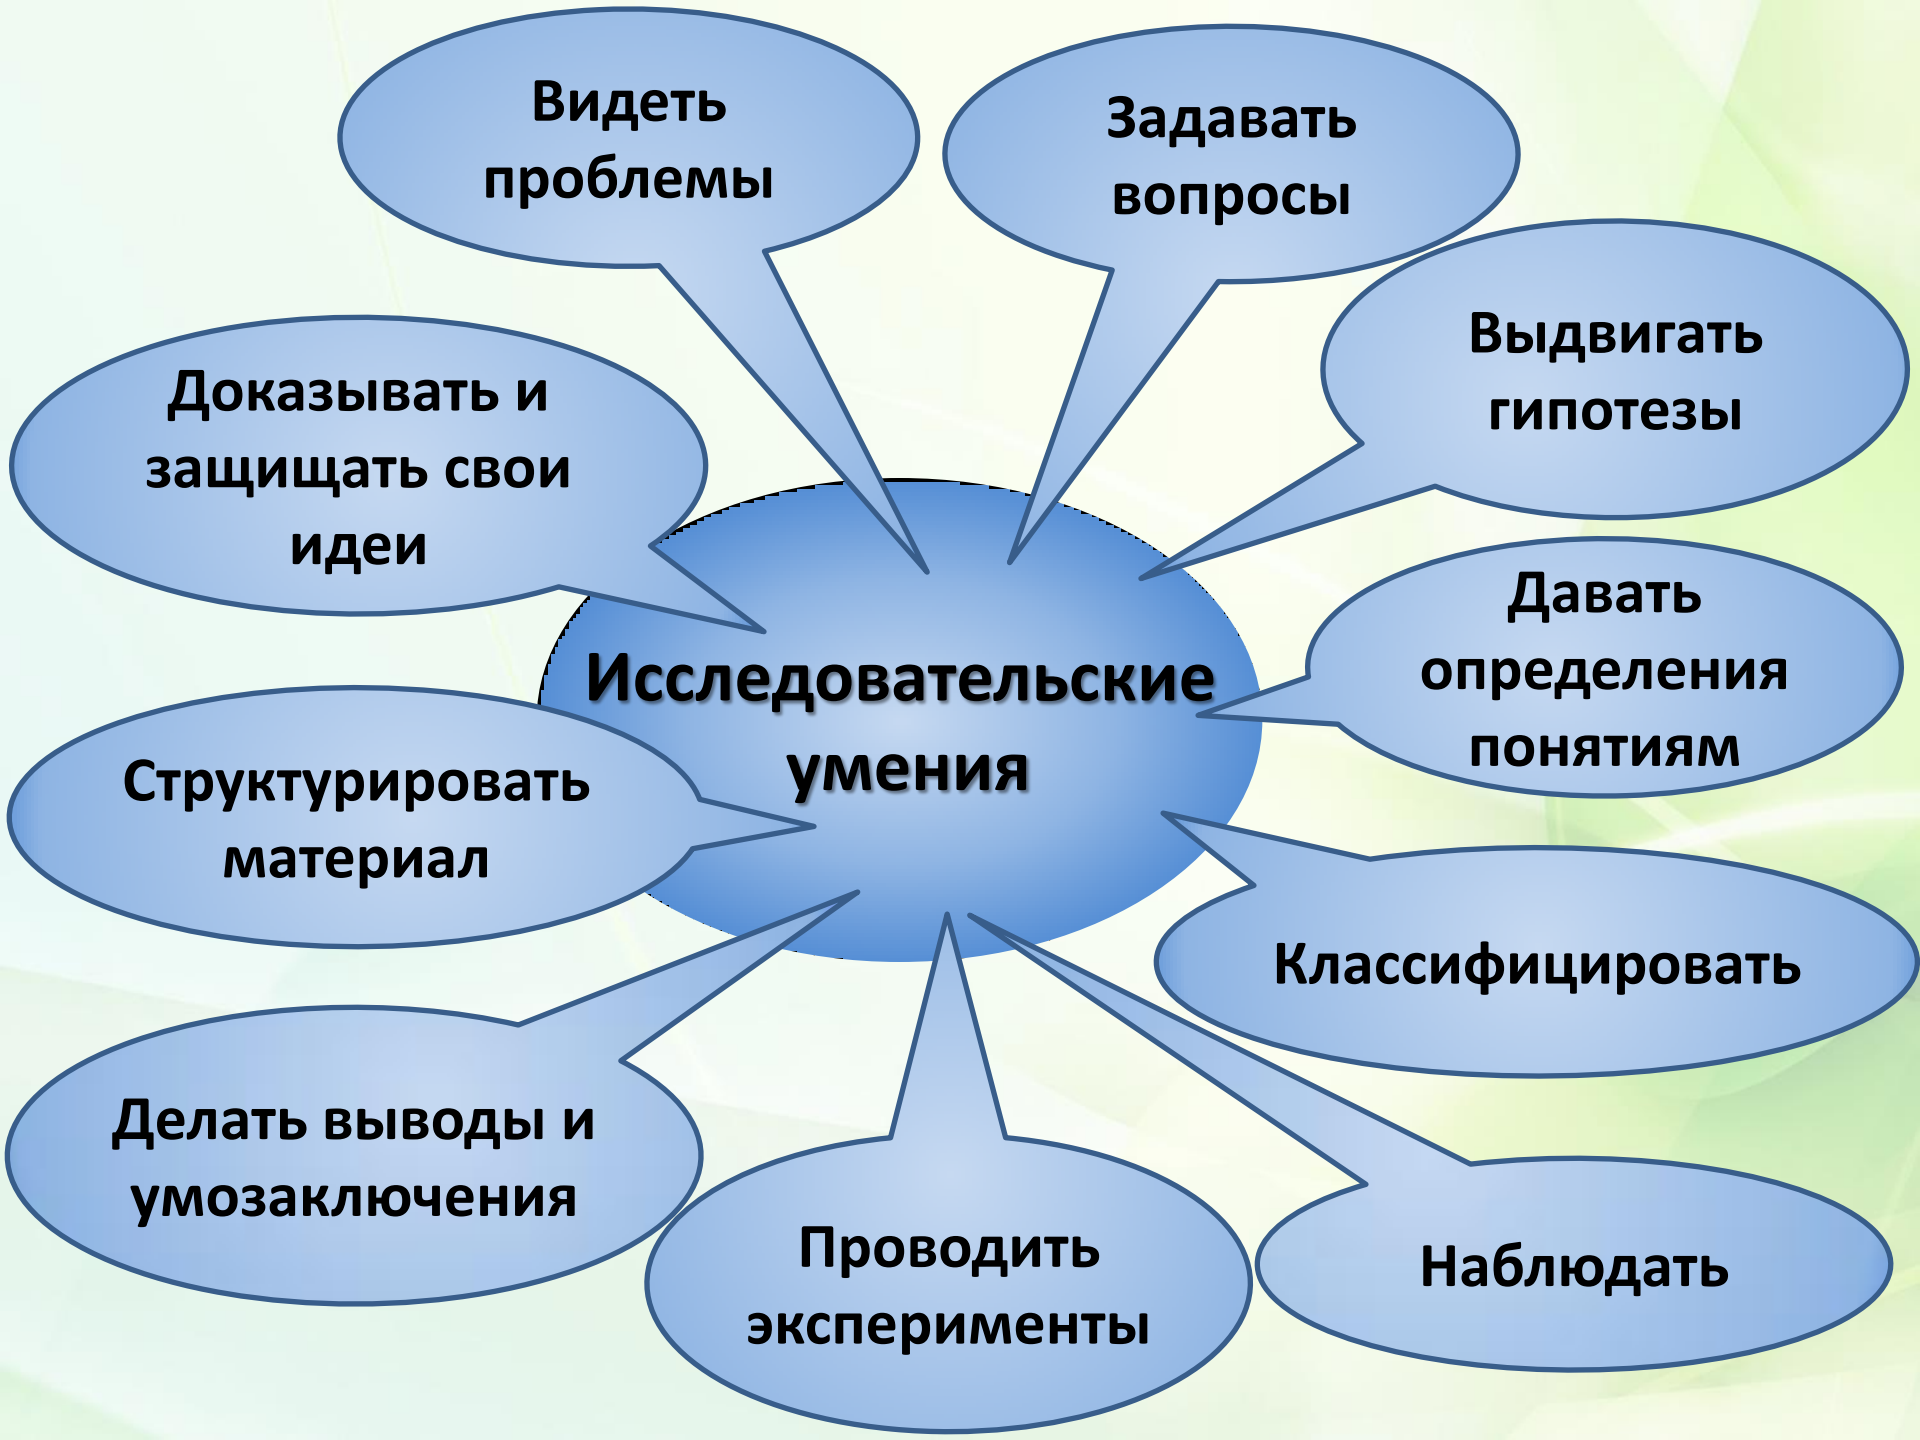 Видеть
проблемы
Задавать
вопросы
Выдвигать
гипотезы
Доказывать и
защищать свои
идеи
Давать
определения
понятиям
Исследовательские
умения
Структурировать
материал
Классифицировать
Делать выводы и
умозаключения
Проводить
эксперименты
Наблюдать